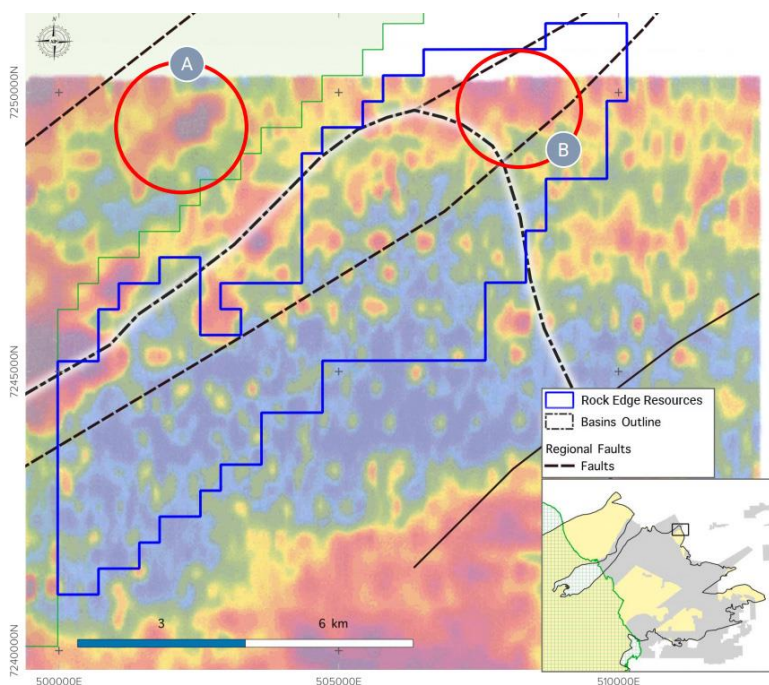 N
A
B
7250000N
7245000N
7240000N
Rock Edge Resources
Basins Outline
Regional Faults
Faults
3
6 km
500000E
505000E
510000E